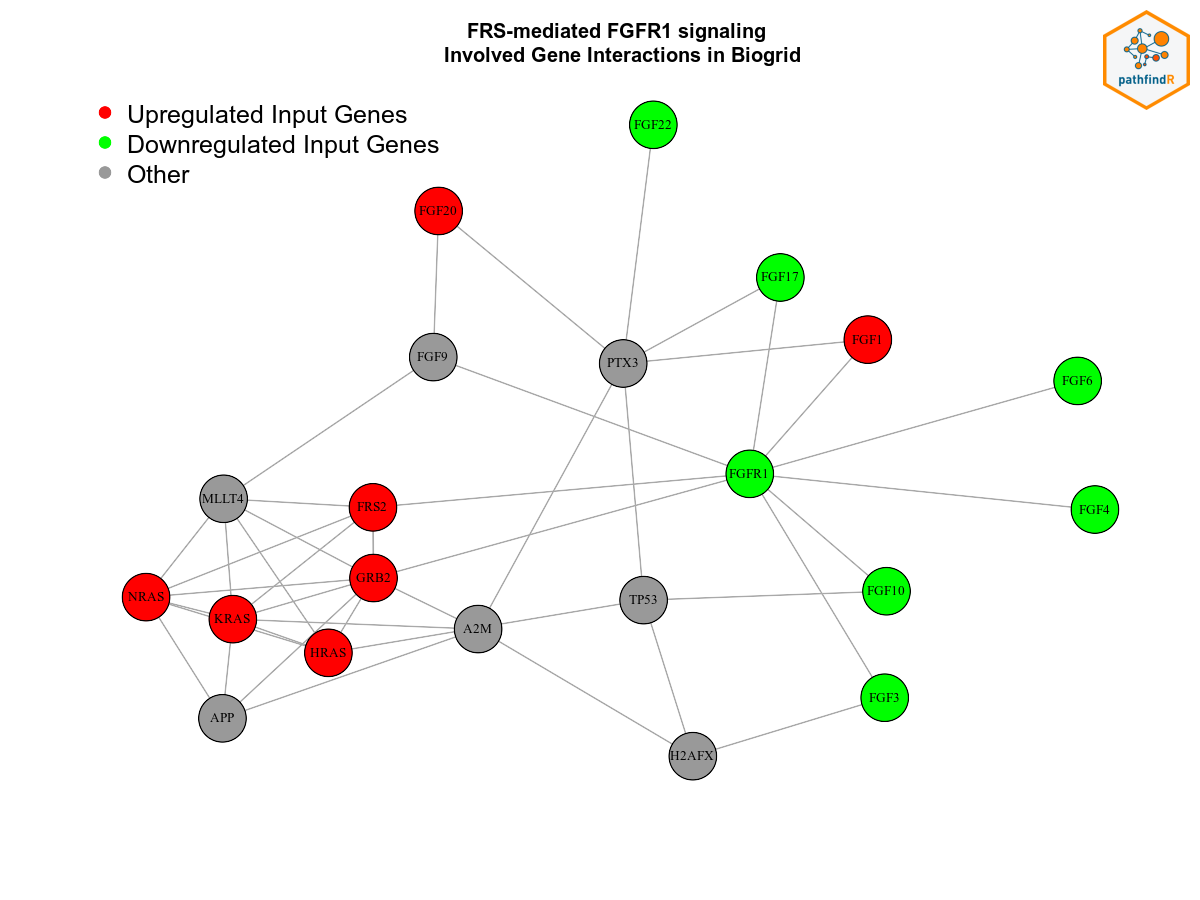 FRS-mediated FGFR1 signaling
Involved Gene Interactions in Biogrid
pathfindR
Upregulated Input Genes
Downregulated Input Genes
Other
FGF22
FGF20
FGF17
FGF1
FGF9
PTX3
FGF6
FGFR1
MLLT4
FRS2
FGF4
GRB2
NRAS
KRAS
TP53
FGF10
A2M
HRAS
APP
FGF3
H2AFX